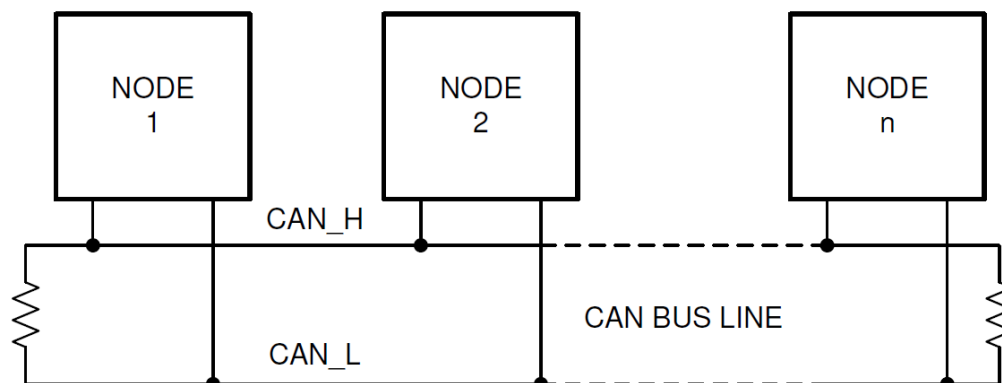 NODE
1
NODE
2
NODE
n
CAN_H
CAN BUS LINE
CAN_L